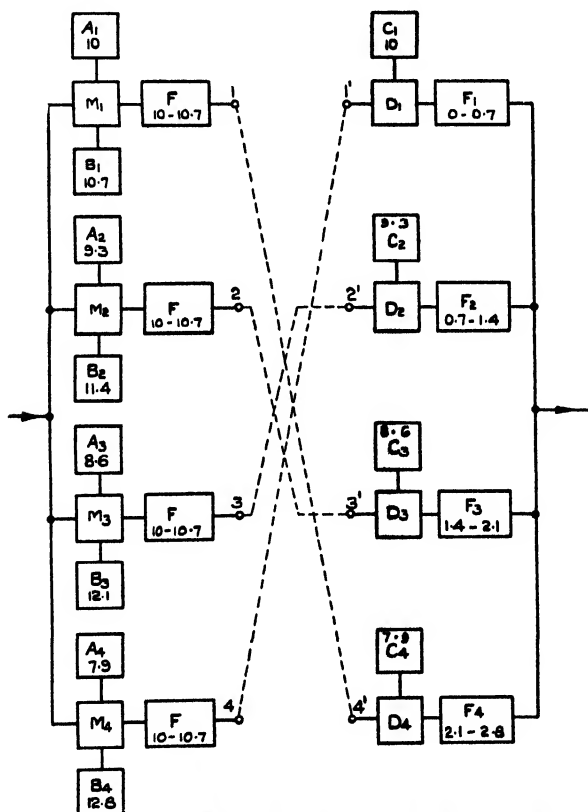 A1
10
C1
10
M1
F
10-10.7
1
1'
D1
F1
0-0.7
B1
10.7
A2
9.3
9.3
C2
M2
F
10-10.7
2
2'
D2
F2
0.7-1.4
B2
11.4
A3
8.6
8.6
C3
M3
F
10-10.7
3
3'
D3
F3
1.4-2.1
B3
12.1
A4
7.9
7.9
C4
M4
F
10-10.7
4
4'
D4
F4
2.1-2.8
B4
12.8